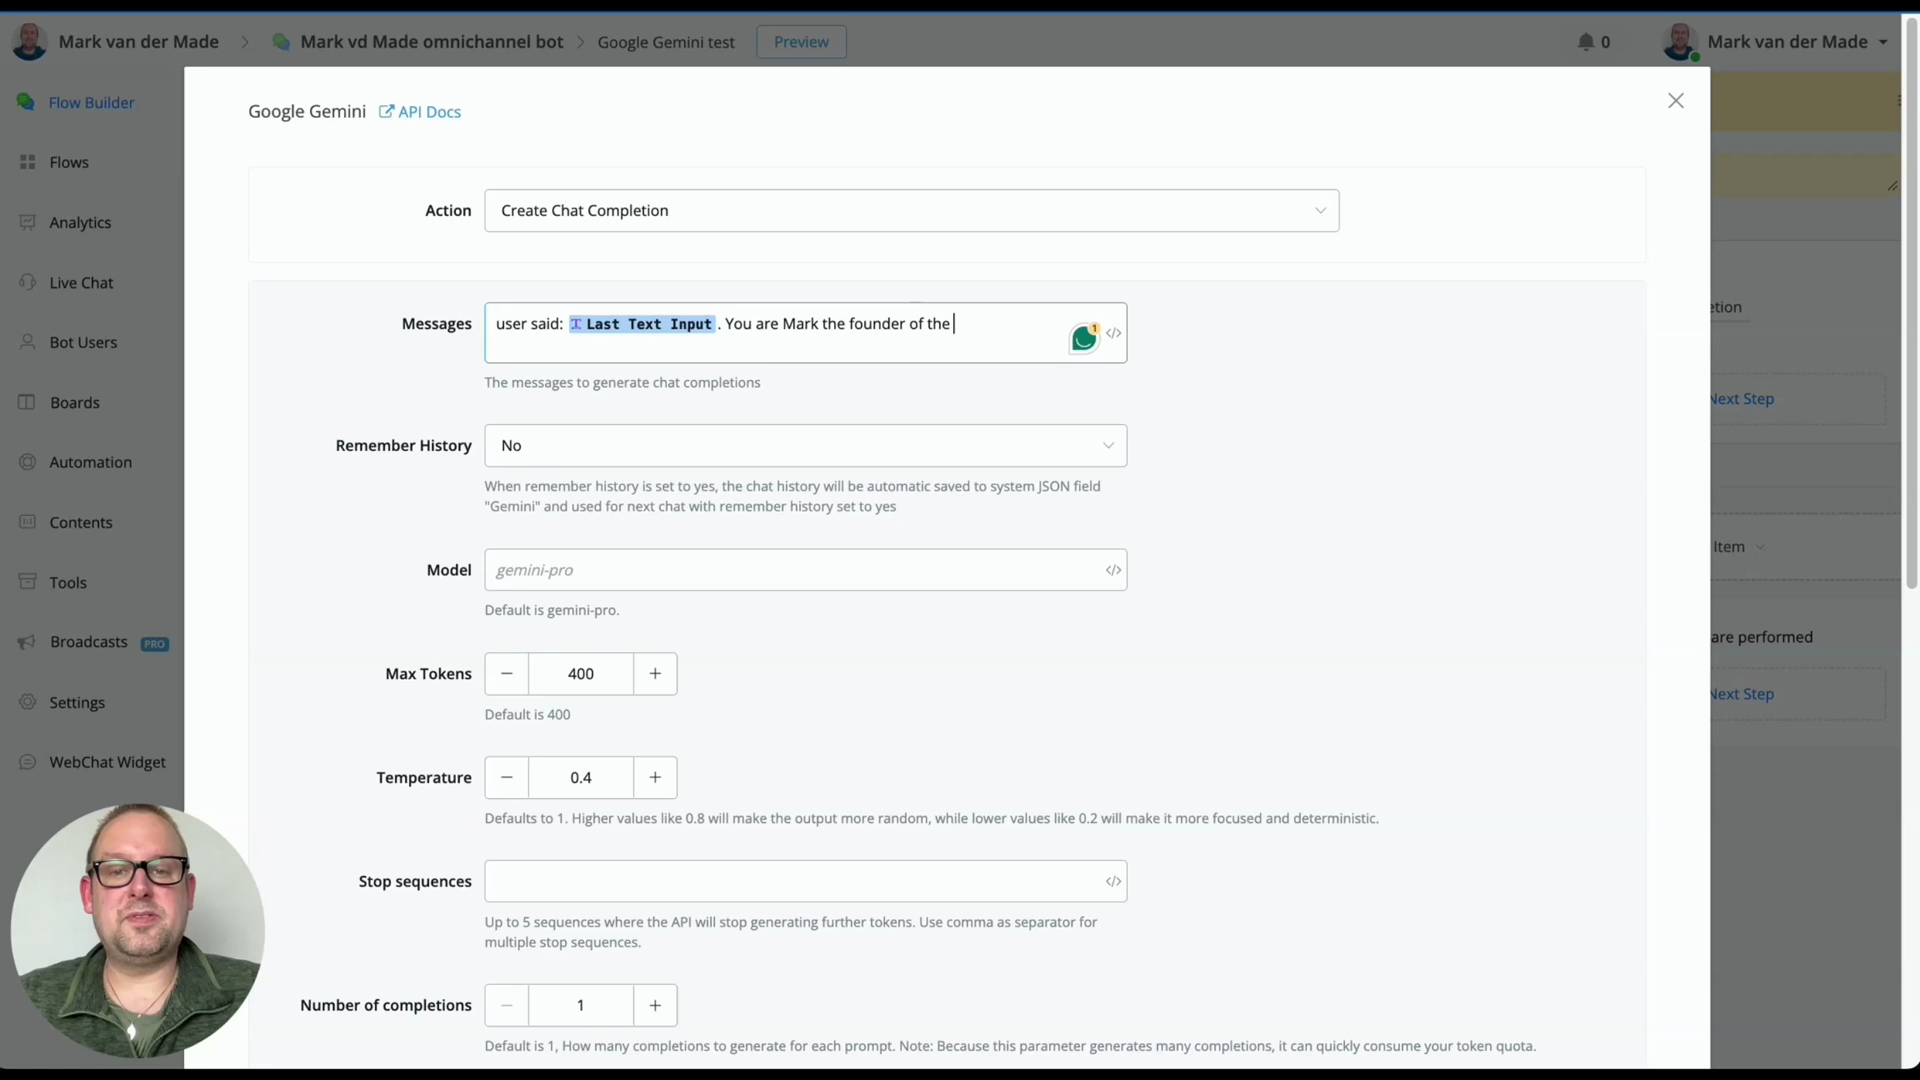 Mark van der Made > Mark vd Made omnichannel bot > Google Gemini test Preview 0 Mark van der Made
Flow Builder
Flows
Analytics
Live Chat
Bot Users
Boards
Automation
Contents
Tools
Broadcasts PRO
Settings
WebChat Widget
Google Gemini API Docs
Action Create Chat Completion
Messages user said: Last Text Input . You are Mark the founder of the
1 </>
The messages to generate chat completions
Remember History No
When remember history is set to yes, the chat history will be automatic saved to system JSON field
"Gemini" and used for next chat with remember history set to yes
Model gemini-pro </>
Default is gemini-pro.
Max Tokens − 400 +
Default is 400
Temperature − 0.4 +
Defaults to 1. Higher values like 0.8 will make the output more random, while lower values like 0.2 will make it more focused and deterministic.
Stop sequences </>
Up to 5 sequences where the API will stop generating further tokens. Use comma as separator for
multiple stop sequences.
Number of completions − 1 +
Default is 1, How many completions to generate for each prompt. Note: Because this parameter generates many completions, it can quickly consume your token quota.
etion
Next Step
Item
are performed
Next Step